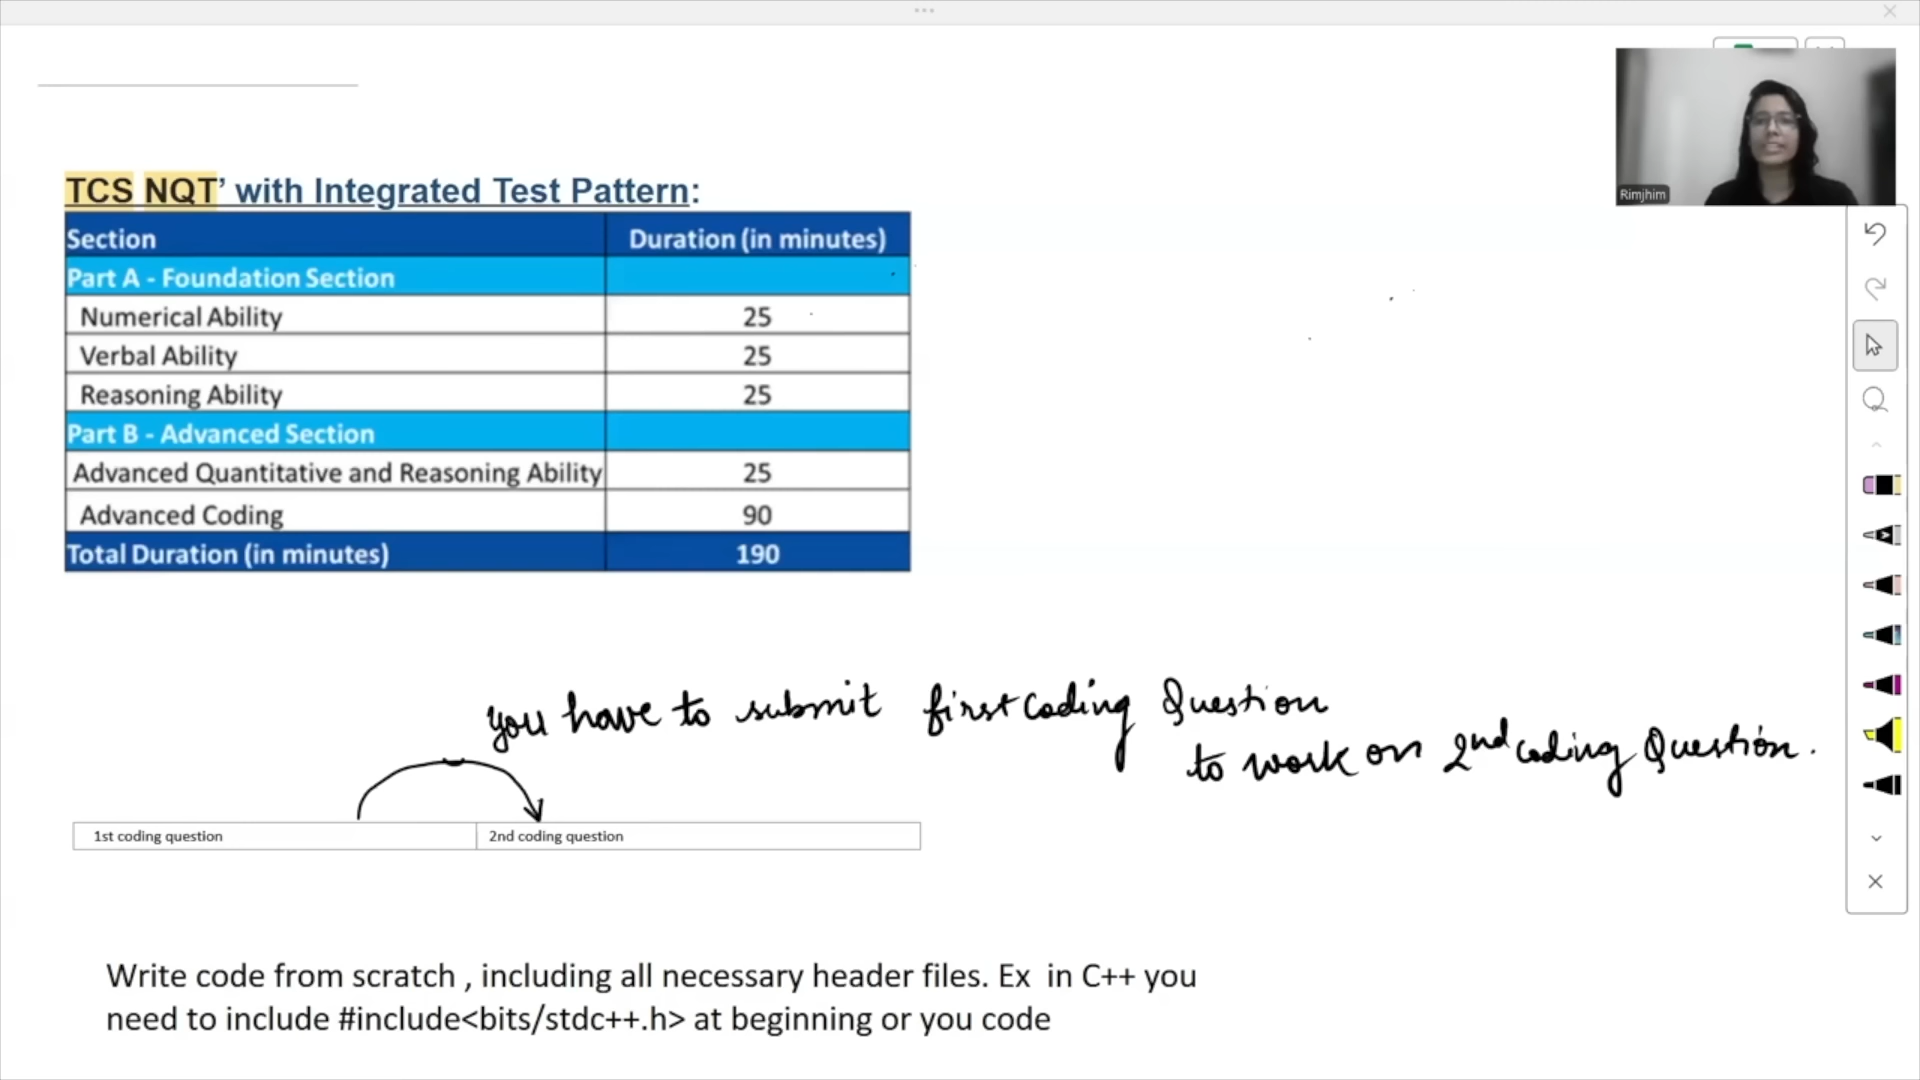 Rimjhim
TCS NQT’ with Integrated Test Pattern:
Section Duration (in minutes)
Part A - Foundation Section
Numerical Ability 25
Verbal Ability 25
Reasoning Ability 25
Part B - Advanced Section
Advanced Quantitative and Reasoning Ability 25
Advanced Coding 90
Total Duration (in minutes) 190
you have to submit first coding Question
to work on 2nd coding Question.
1st coding question 2nd coding question
Write code from scratch , including all necessary header files. Ex in C++ you
need to include #include<bits/stdc++.h> at beginning or you code